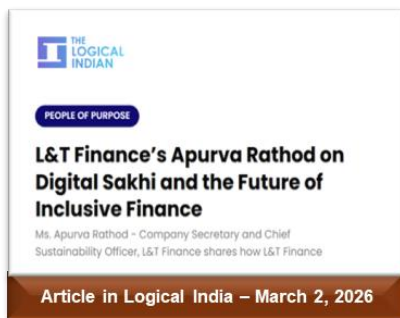 THE
LOGICAL
INDIAN
PEOPLE OF PURPOSE
L&T Finance's Apurva Rathod on
Digital Sakhi and the Future of
Inclusive Finance
Ms. Apurva Rathod - Company Secretary and Chief
Sustainability Officer, L&T Finance shares how L&T Finance
Article in Logical India – March 2, 2026